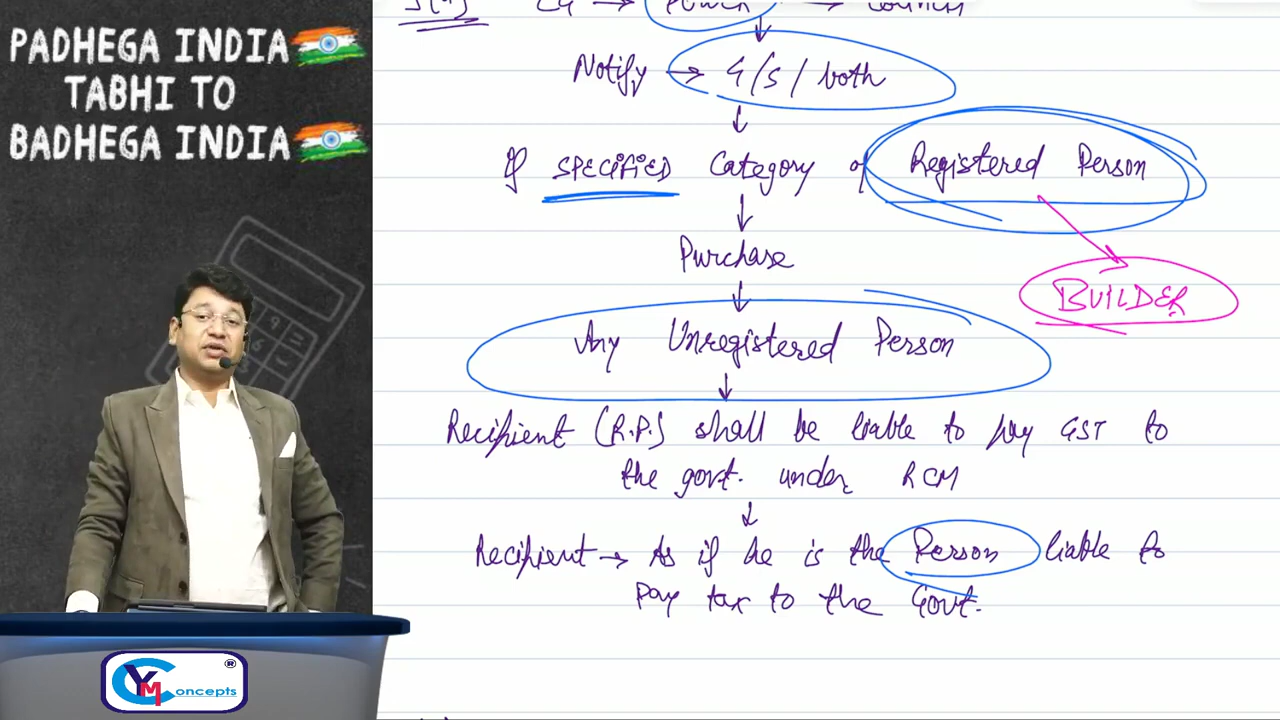 PADHEGA INDIA
TABHI TO
BADHEGA INDIA
Notify → G/S/ both
If SPECIFIED Category of Registered Person
Purchase
BUILDER
Any Unregistered Person
Recipient (R.P.) shall be liable to pay GST to
the govt. under RCM
Recipient → As if he is the Person liable to
Pay tax to the Govt.
YM Concepts ®